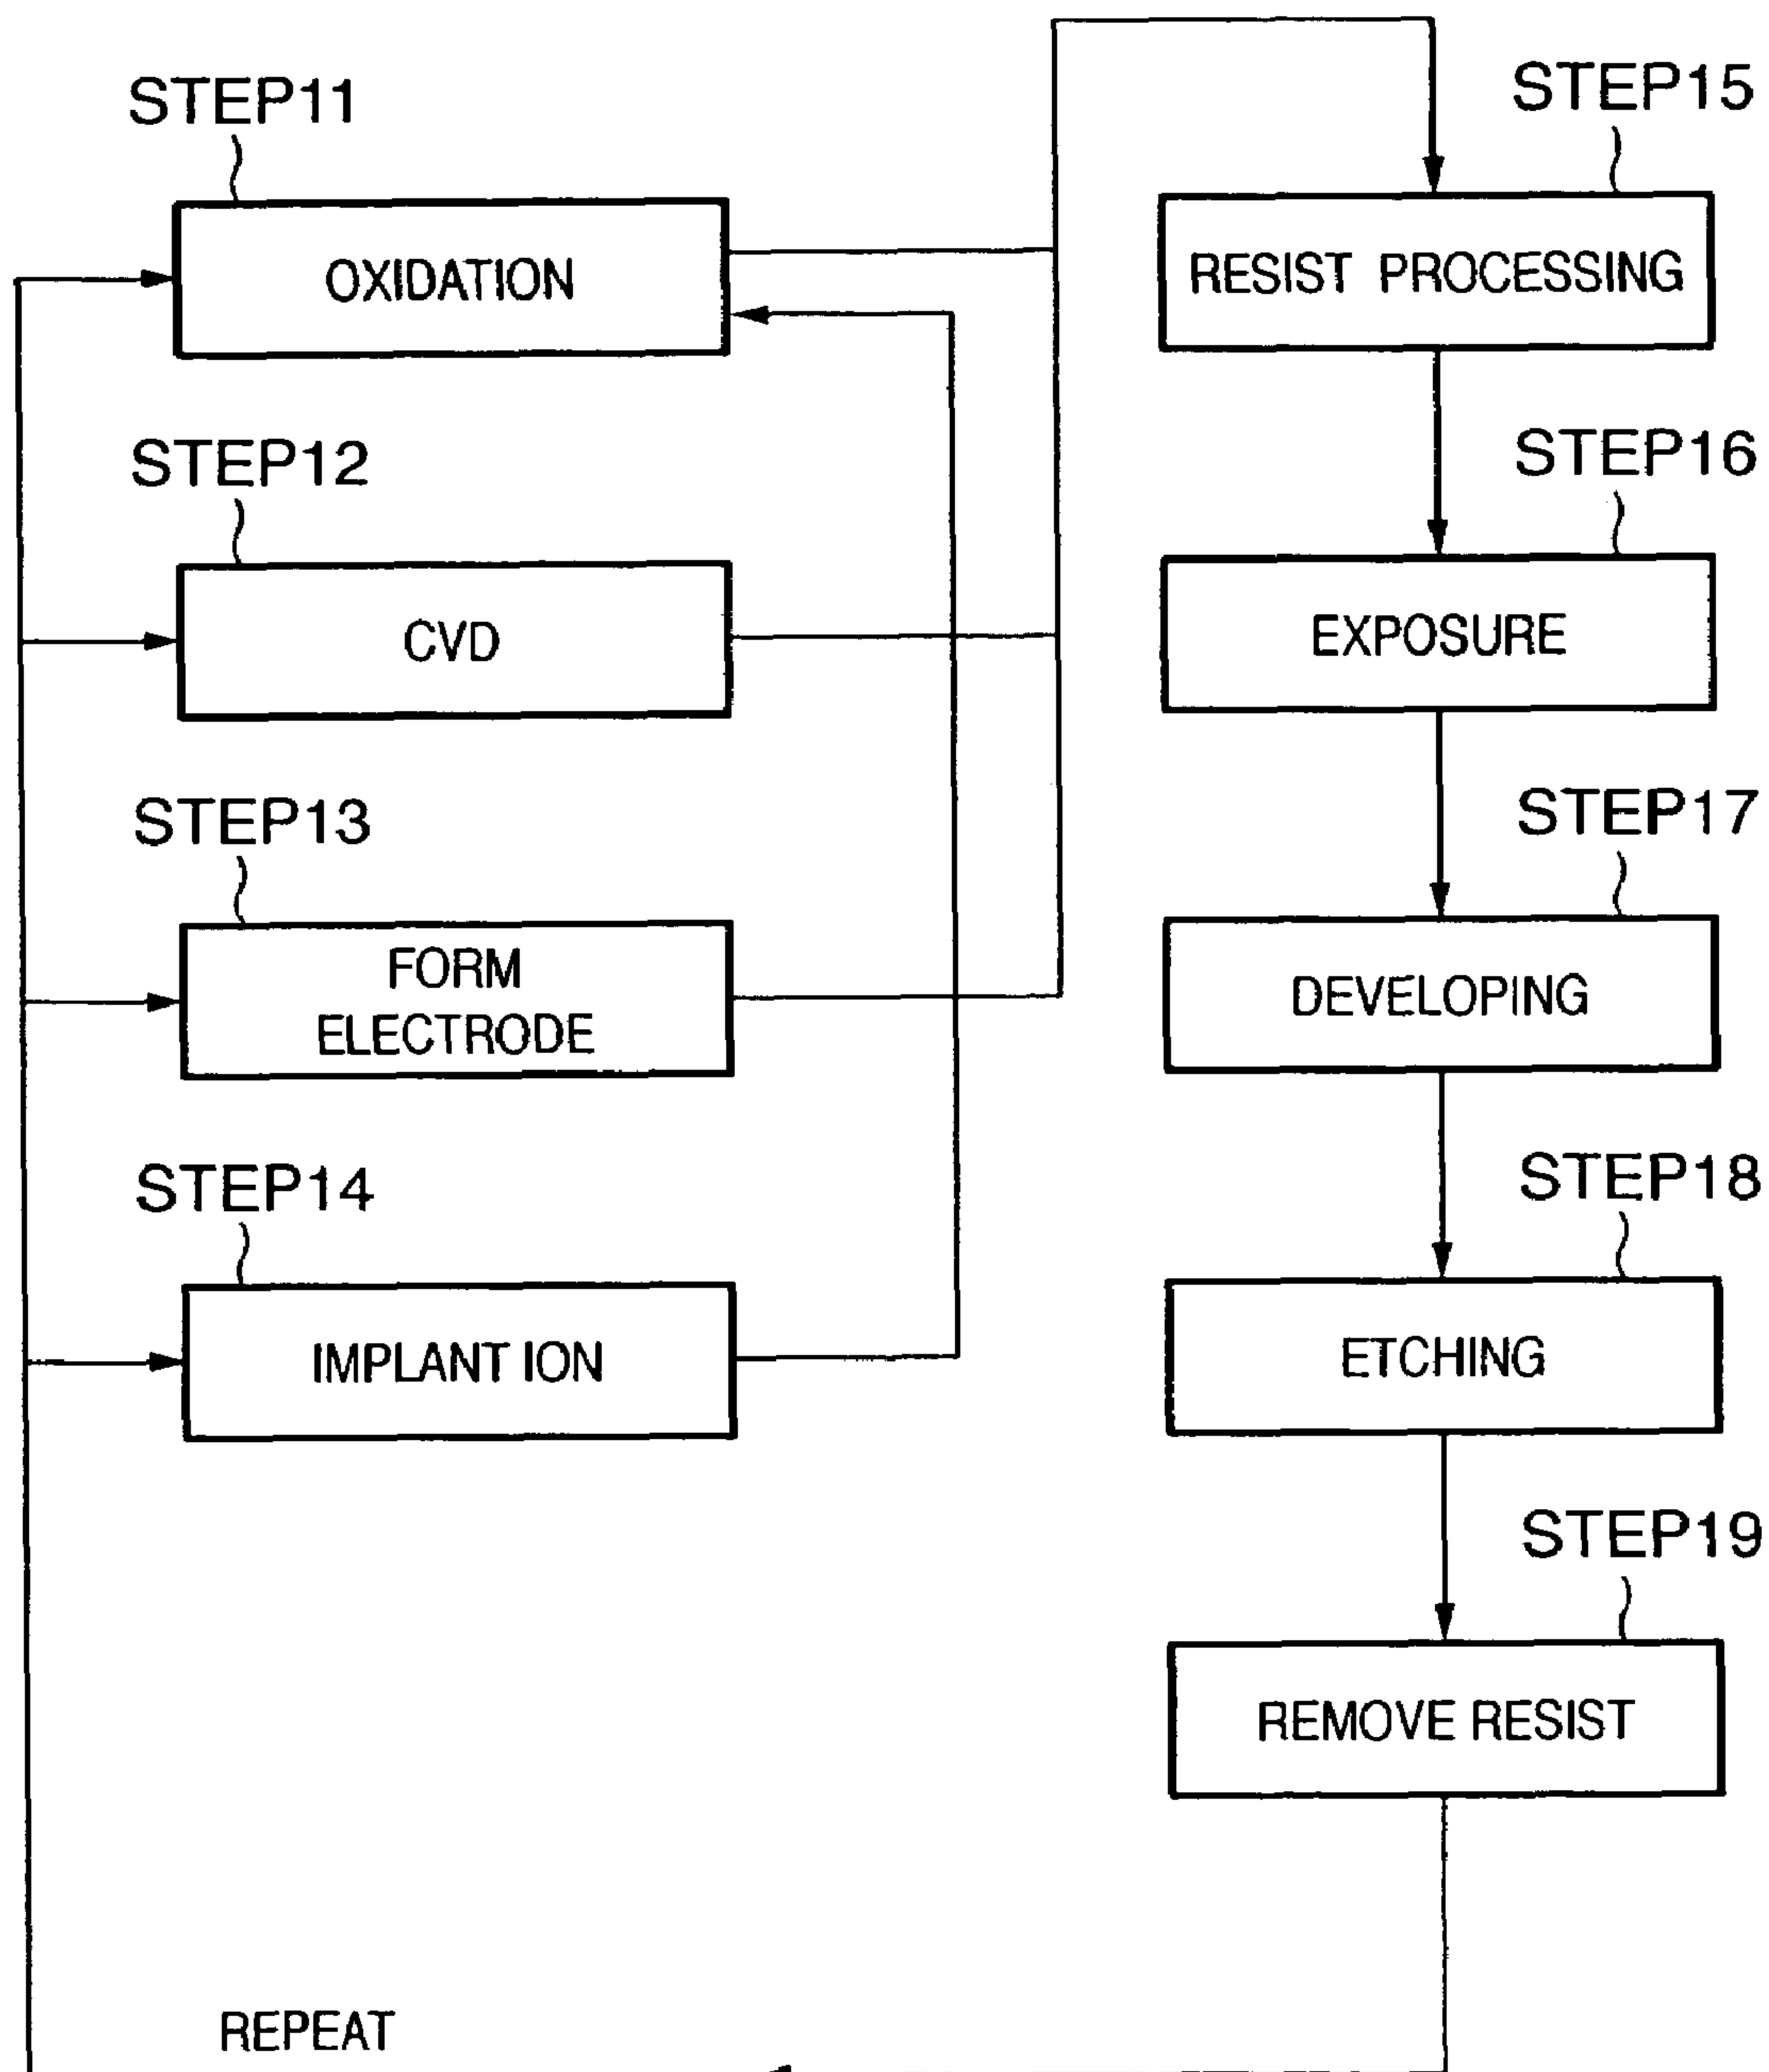 STEP11
OXIDATION
STEP12
CVD
STEP13
FORM
ELECTRODE
STEP14
IMPLANT ION
STEP15
RESIST PROCESSING
STEP16
EXPOSURE
STEP17
DEVELOPING
STEP18
ETCHING
STEP19
REMOVE RESIST
REPEAT